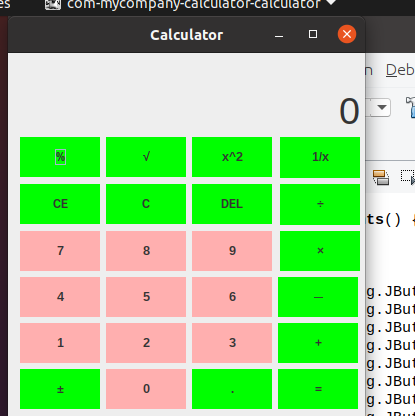 es com-mycompany-calculator-calculator
Calculator
n Deb
0
% √ x^2 1/x
CE C DEL ÷
ts() {
7 8 9 ×
4 5 6 —
g.JBut
g.JBut
1 2 3 +
g.JBut
g.JBut
g.JBut
± 0 . =
g.JBut
g.JBut